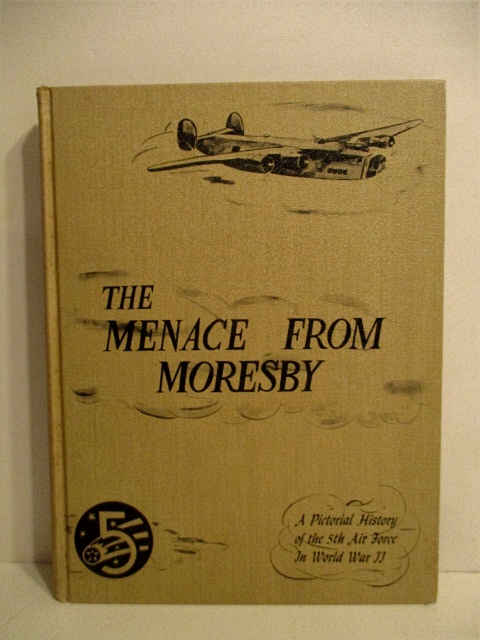 THE
MENACE FROM
MORESBY
5
A Pictorial History
of the 5th Air Force
In World War II